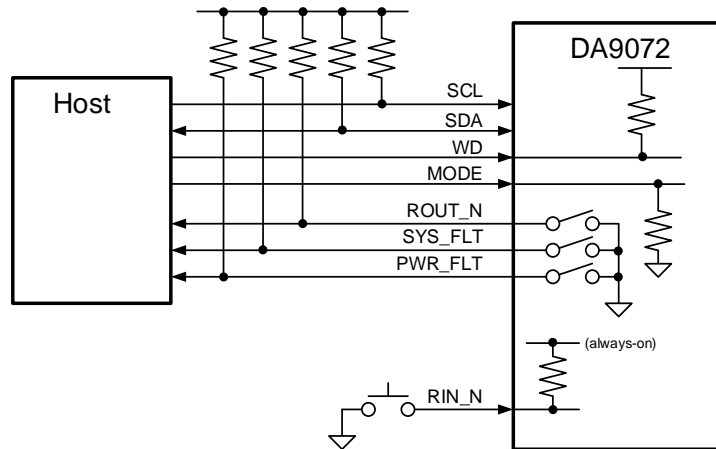 DA9072
Host
SCL
SDA
WD
MODE
ROUT_N
SYS_FLT
PWR_FLT
(always-on)
RIN_N